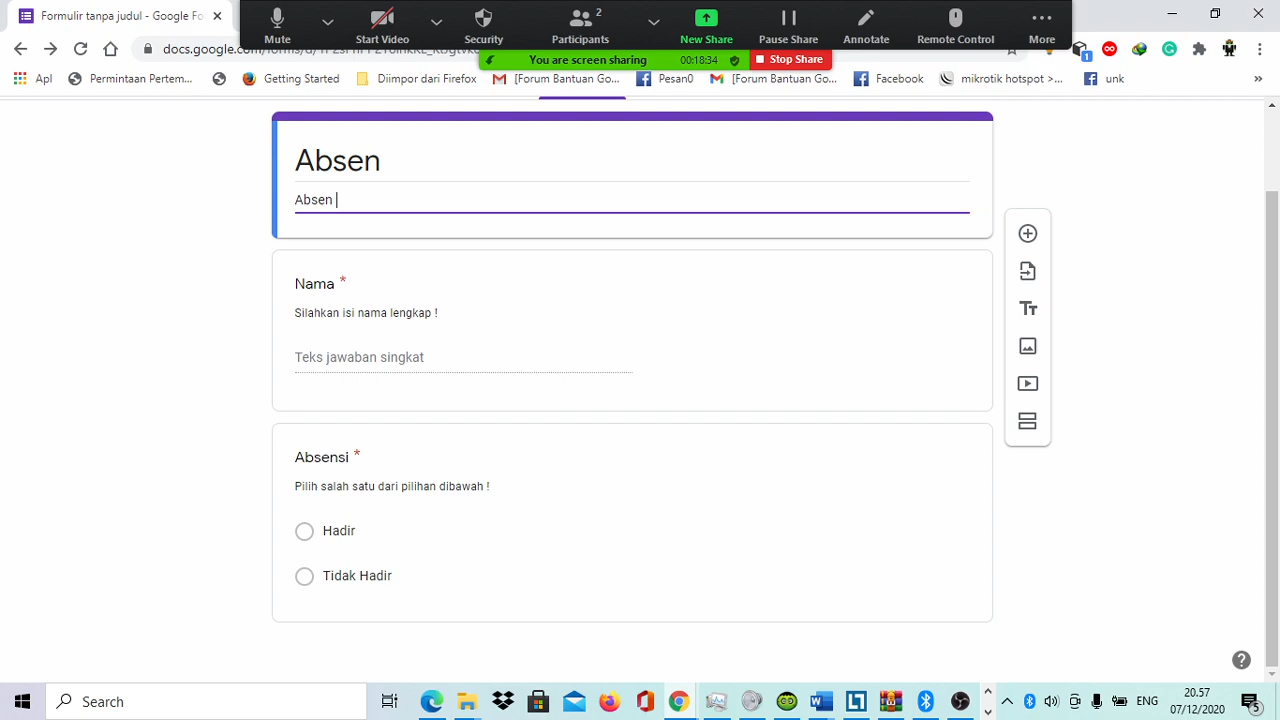 Formulir tanpa judul - Google Fo
Mute
Start Video
Security
Participants
2
New Share
Pause Share
Annotate
Remote Control
More
You are screen sharing
00:18:34
Stop Share
docs.google.com/forms/d/
1
Apl
Permintaan Pertem...
Getting Started
Diimpor dari Firefox
[Forum Bantuan Go...
Pesan0
[Forum Bantuan Go...
Facebook
mikrotik hotspot >...
unk
»
Absen
Absen
Nama *
Silahkan isi nama lengkap !
Teks jawaban singkat
Absensi *
Pilih salah satu dari pilihan dibawah !
Hadir
Tidak Hadir
Search
ENG
20.57
07/12/2020
5